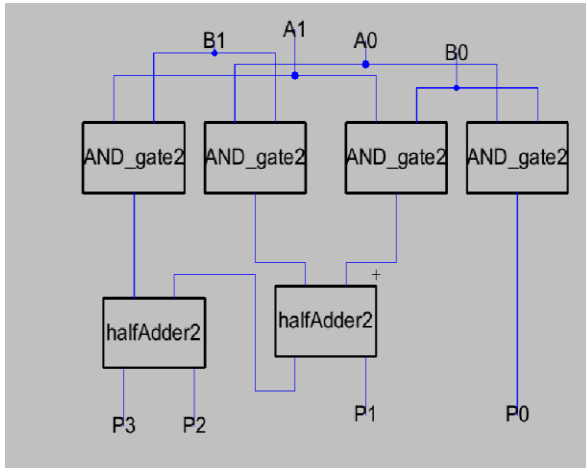 B1 A1 A0 B0
AND_gate2 AND_gate2 AND_gate2 AND_gate2
halfAdder2 halfAdder2
P3 P2 P1 P0